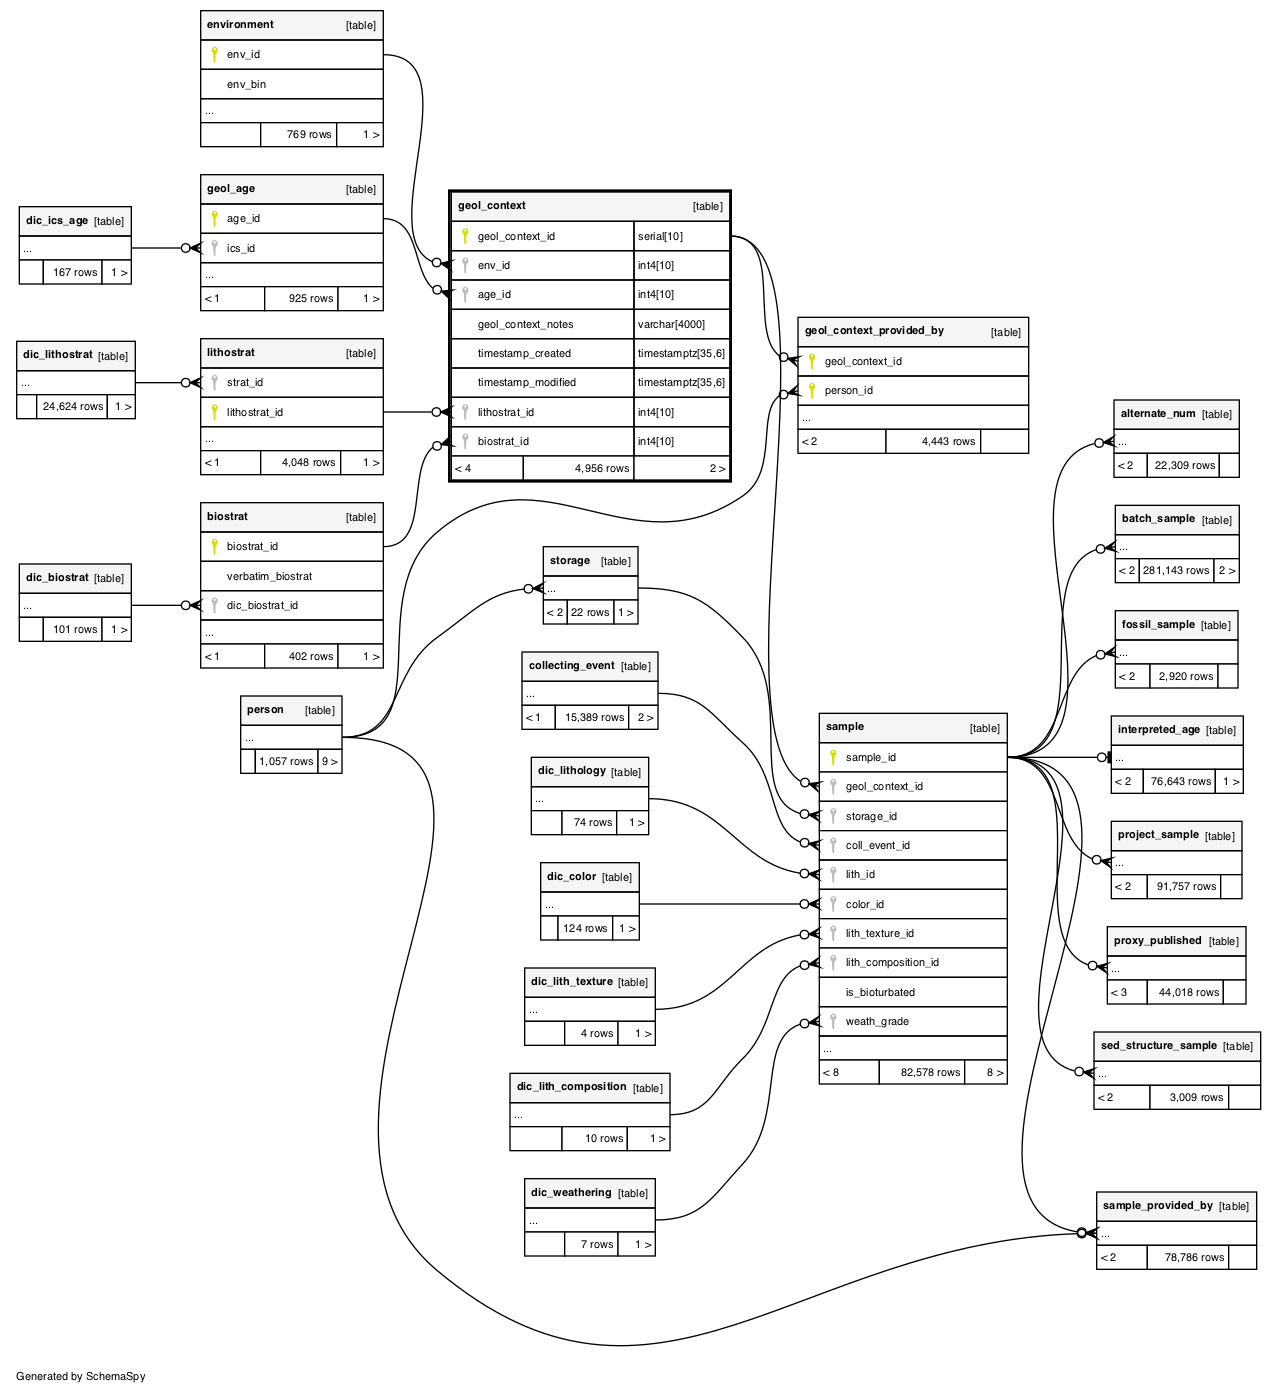 environment [table]
env_id
env_bin
...
769 rows 1 >
geol_age [table]
age_id
ics_id
...
< 1 925 rows 1 >
dic_ics_age [table]
...
167 rows 1 >
dic_lithostrat [table]
...
24,624 rows 1 >
lithostrat [table]
strat_id
lithostrat_id
...
< 1 4,048 rows 1 >
biostrat [table]
biostrat_id
verbatim_biostrat
dic_biostrat_id
...
< 1 402 rows 1 >
dic_biostrat [table]
...
101 rows 1 >
person [table]
...
1,057 rows 9 >
geol_context [table]
geol_context_id serial[10]
env_id int4[10]
age_id int4[10]
geol_context_notes varchar[4000]
timestamp_created timestamptz[35,6]
timestamp_modified timestamptz[35,6]
lithostrat_id int4[10]
biostrat_id int4[10]
< 4 4,956 rows 2 >
geol_context_provided_by [table]
geol_context_id
person_id
...
< 2 4,443 rows
storage [table]
...
< 2 22 rows 1 >
collecting_event [table]
...
< 1 15,389 rows 2 >
dic_lithology [table]
...
74 rows 1 >
dic_color [table]
...
124 rows 1 >
dic_lith_texture [table]
...
4 rows 1 >
dic_lith_composition [table]
...
10 rows 1 >
dic_weathering [table]
...
7 rows 1 >
sample [table]
sample_id
geol_context_id
storage_id
coll_event_id
lith_id
color_id
lith_texture_id
lith_composition_id
is_bioturbated
weath_grade
...
< 8 82,578 rows 8 >
alternate_num [table]
...
< 2 22,309 rows
batch_sample [table]
...
< 2 281,143 rows 2 >
fossil_sample [table]
...
< 2 2,920 rows
interpreted_age [table]
...
< 2 76,643 rows 1 >
project_sample [table]
...
< 2 91,757 rows
proxy_published [table]
...
< 3 44,018 rows
sed_structure_sample [table]
...
< 2 3,009 rows
sample_provided_by [table]
...
< 2 78,786 rows
Generated by SchemaSpy